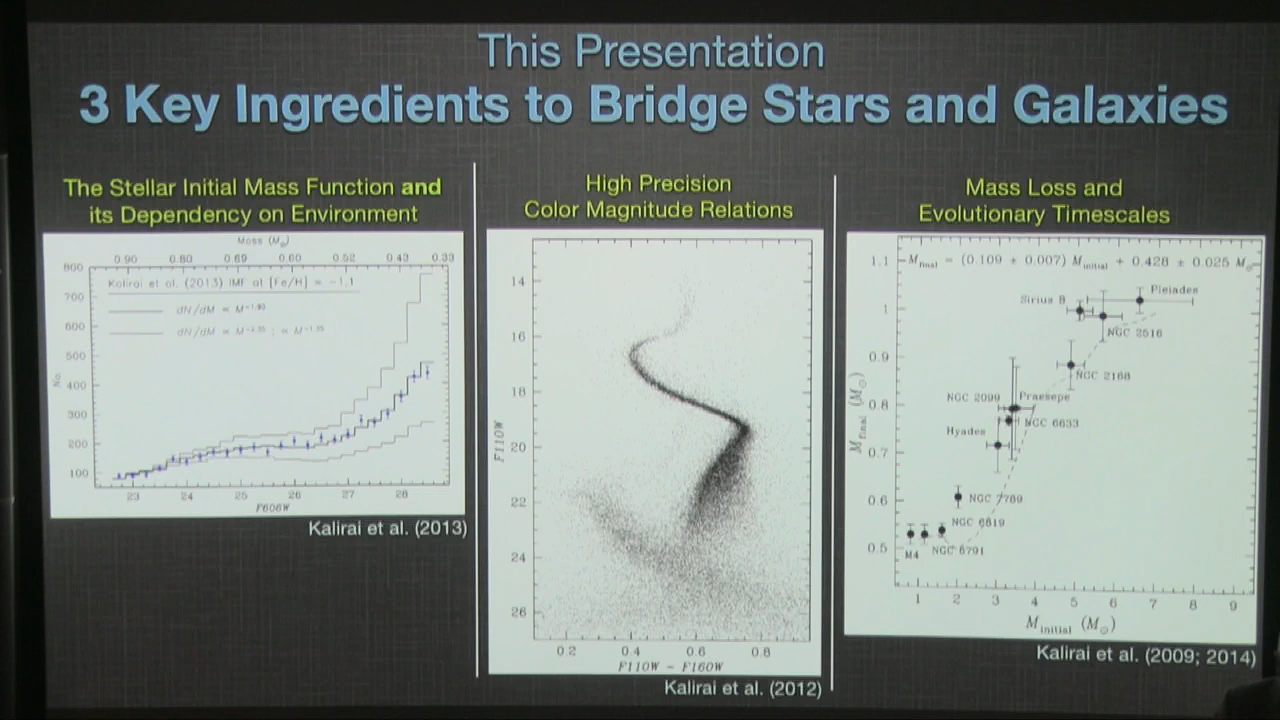 This Presentation
3 Key Ingredients to Bridge Stars and Galaxies
The Stellar Initial Mass Function and
its Dependency on Environment
Mass (M⊙)
0.90 0.80 0.69 0.60 0.52 0.43 0.33
800
Kalirai et al. (2013) IMF at [Fe/H] = −1.1
700
600
500
No.
400
300
200
100
23 24 25 26 27 28
F606W
Kalirai et al. (2013)
High Precision
Color Magnitude Relations
14
16
18
F110W
20
22
24
26
0.2 0.4 0.6 0.8
F110W − F160W
Kalirai et al. (2012)
Mass Loss and
Evolutionary Timescales
1.1 Mfinal = (0.109 ± 0.007) Minitial + 0.428 ± 0.025 M⊙
Pleiades
Sirius B
1
NGC 2516
0.9
NGC 2168
NGC 2099 Praesepe
0.8
NGC 6633
Mfinal (M⊙)
Hyades
0.7
0.6
NGC 7789
NGC 6819
0.5
M4 NGC 6791
1 2 3 4 5 6 7 8 9
Minitial (M⊙)
Kalirai et al. (2009; 2014)